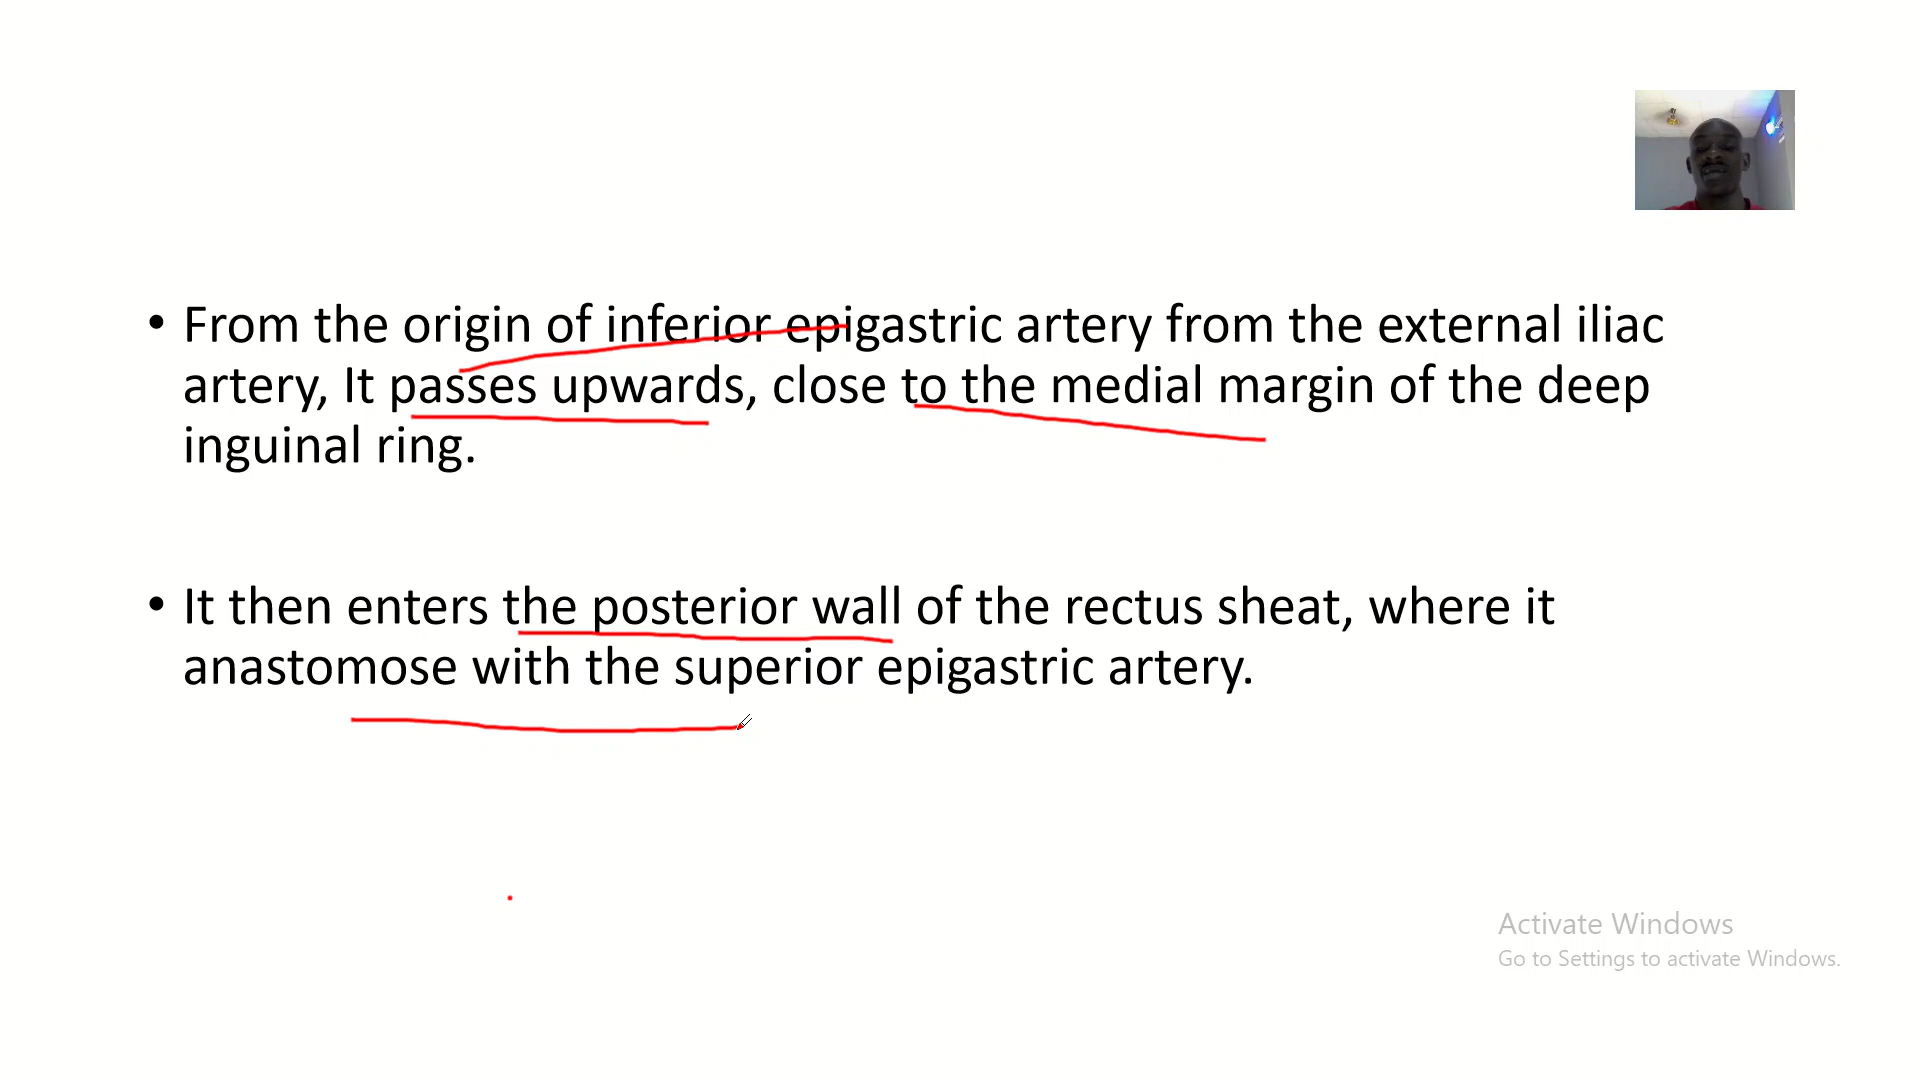 • From the origin of inferior epigastric artery from the external iliac
artery, It passes upwards, close to the medial margin of the deep
inguinal ring.
• It then enters the posterior wall of the rectus sheat, where it
anastomose with the superior epigastric artery.
Activate Windows
Go to Settings to activate Windows.